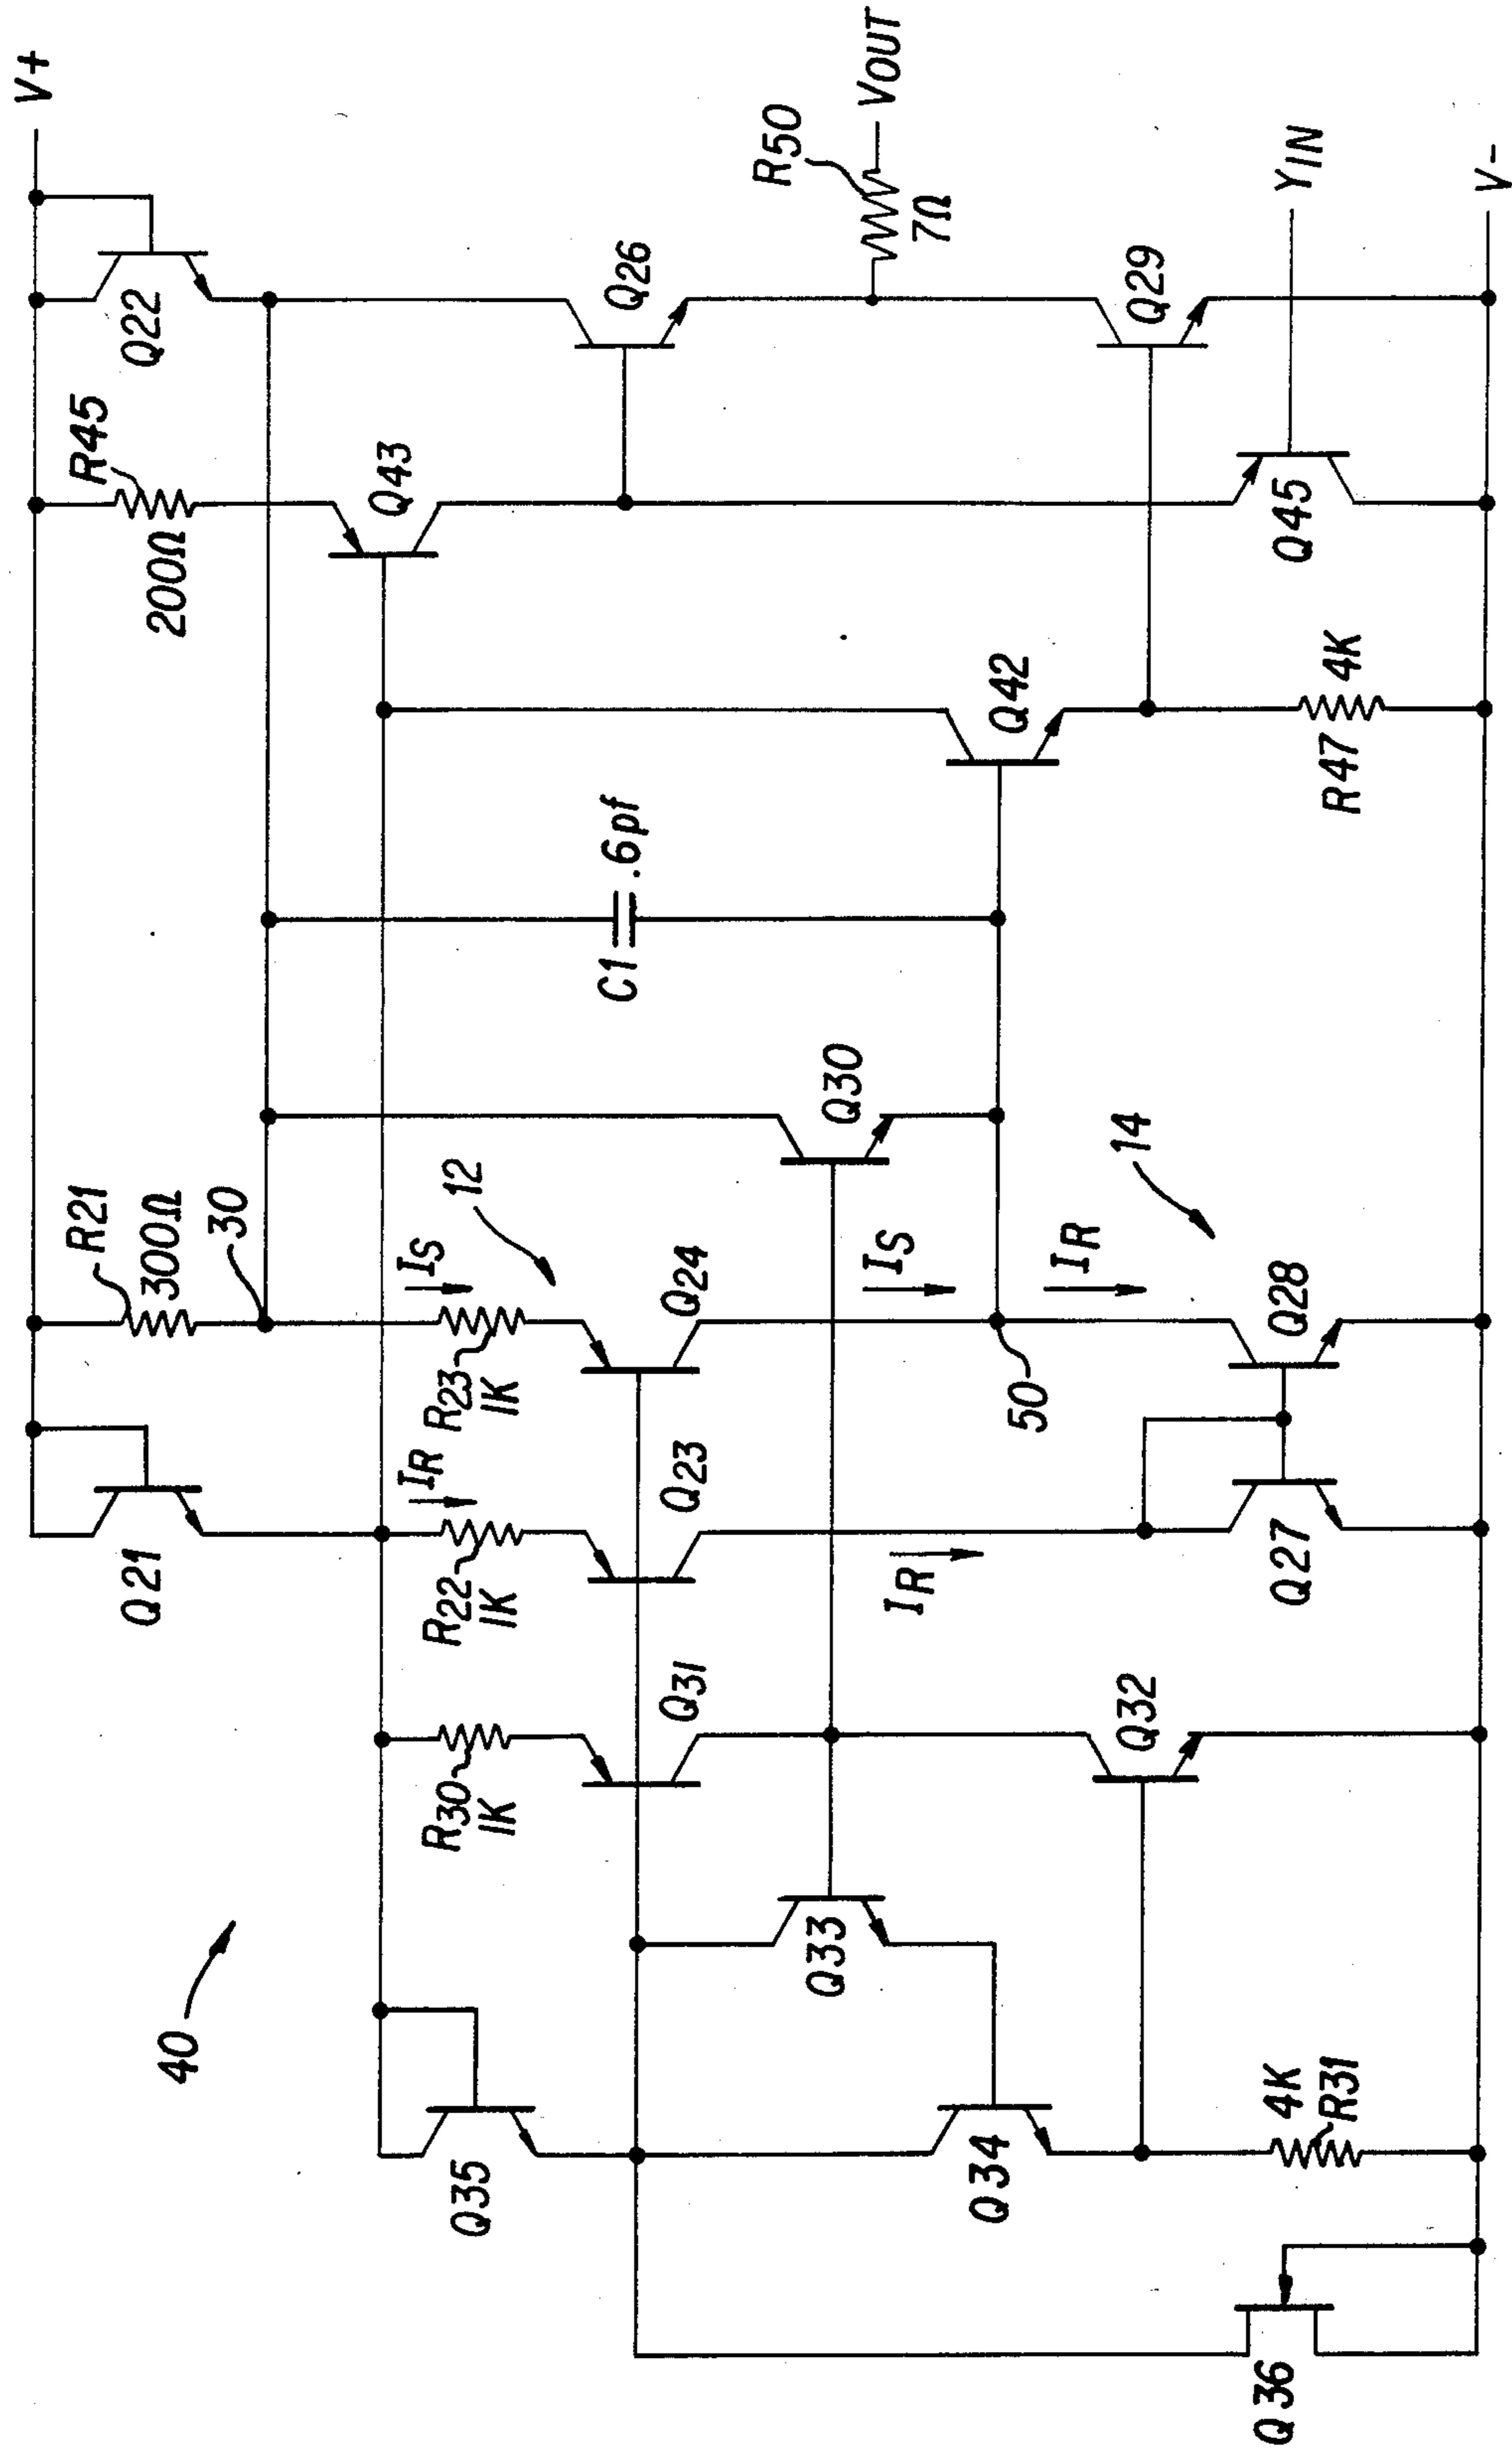 40
Q35
Q36
Q34
4K
R31
Q33
R30
1K
Q31
Q32
Q21
R22
1K
IR
Q23
IR
Q27
R21
300Ω
30
IS
R23
1K
12
Q24
IS
50
IR
14
Q28
Q30
C1
.6pf
Q42
R47
4K
R45
200Ω
Q43
Q45
Q22
Q26
R50
7Ω
Q29
V+
VOUT
YIN
V-